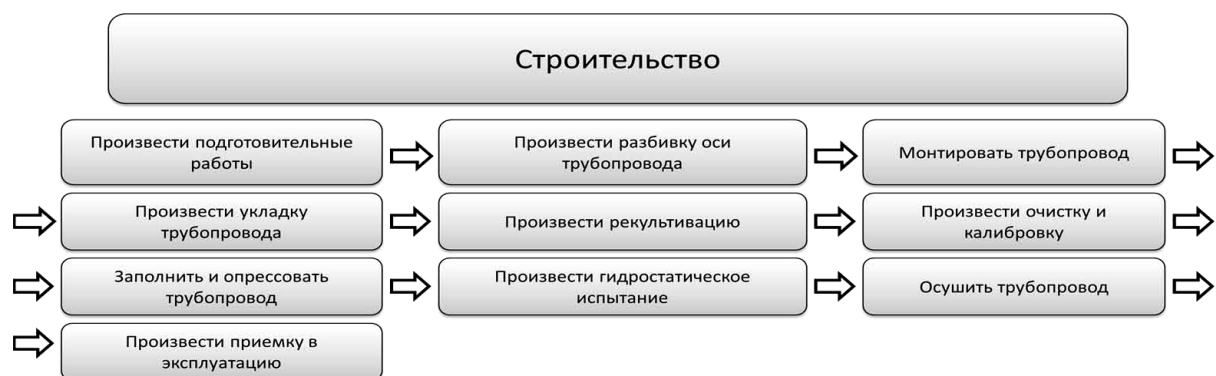 Строительство
Произвести подготовительные
работы
Произвести разбивку оси
трубопровода
Монтировать трубопровод
Произвести укладку
трубопровода
Произвести рекультивацию
Произвести очистку и
калибровку
Заполнить и опрессовать
трубопровод
Произвести гидростатическое
испытание
Осушить трубопровод
Произвести приемку в
эксплуатацию